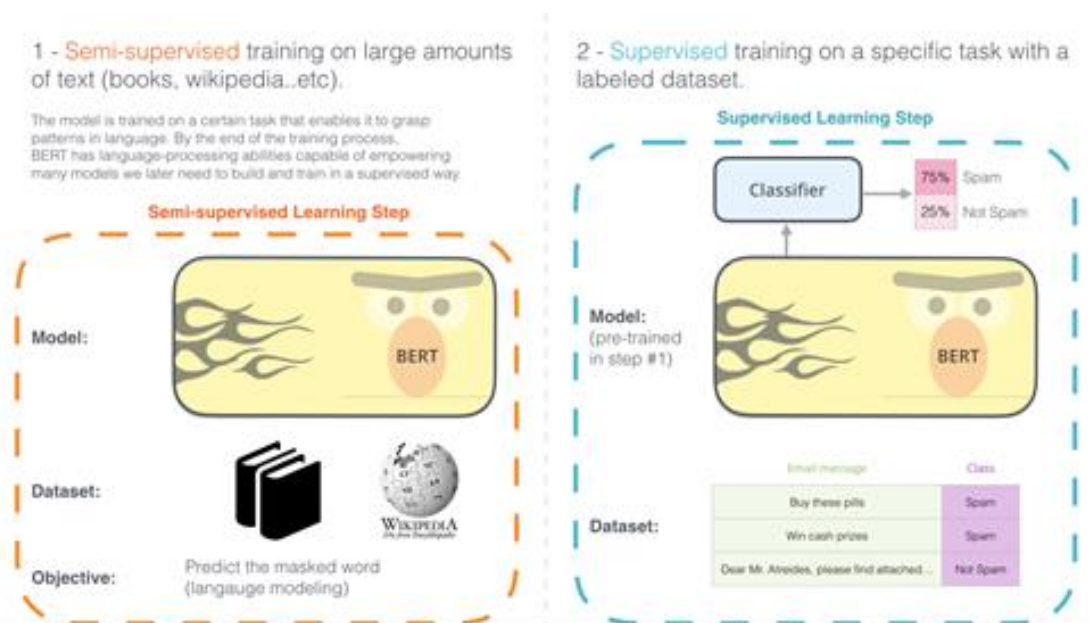 1 - Semi-supervised training on large amounts
of text (books, wikipedia..etc).
The model is trained on a certain task that enables it to grasp
patterns in language. By the end of the training process,
BERT has language-processing abilities capable of empowering
many models we later need to build and train in a supervised way.
Semi-supervised Learning Step
Model:
BERT
Dataset:
WIKIPEDIA
The Free Encyclopedia
Objective:
Predict the masked word
(langauge modeling)
2 - Supervised training on a specific task with a
labeled dataset.
Supervised Learning Step
Classifier
75% Spam
25% Not Spam
Model:
(pre-trained
in step #1)
BERT
Dataset:
Email message Class
Buy these pills Spam
Win cash prizes Spam
Dear Mr. Atreides, please find attached... Not Spam